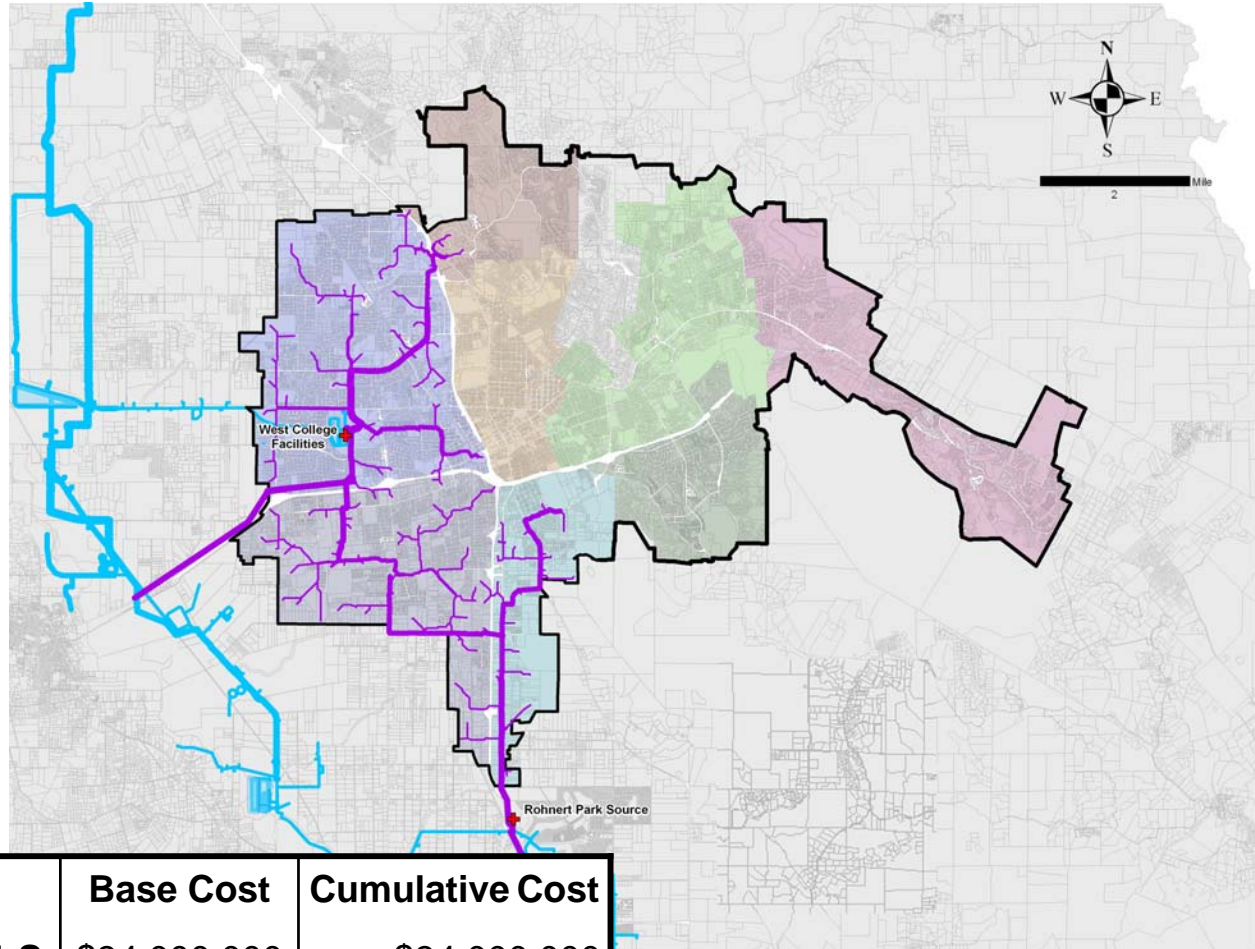 N
W E
S
Mile
2
West College
Facilities
Rohnert Park Source
Base Cost Cumulative Cost